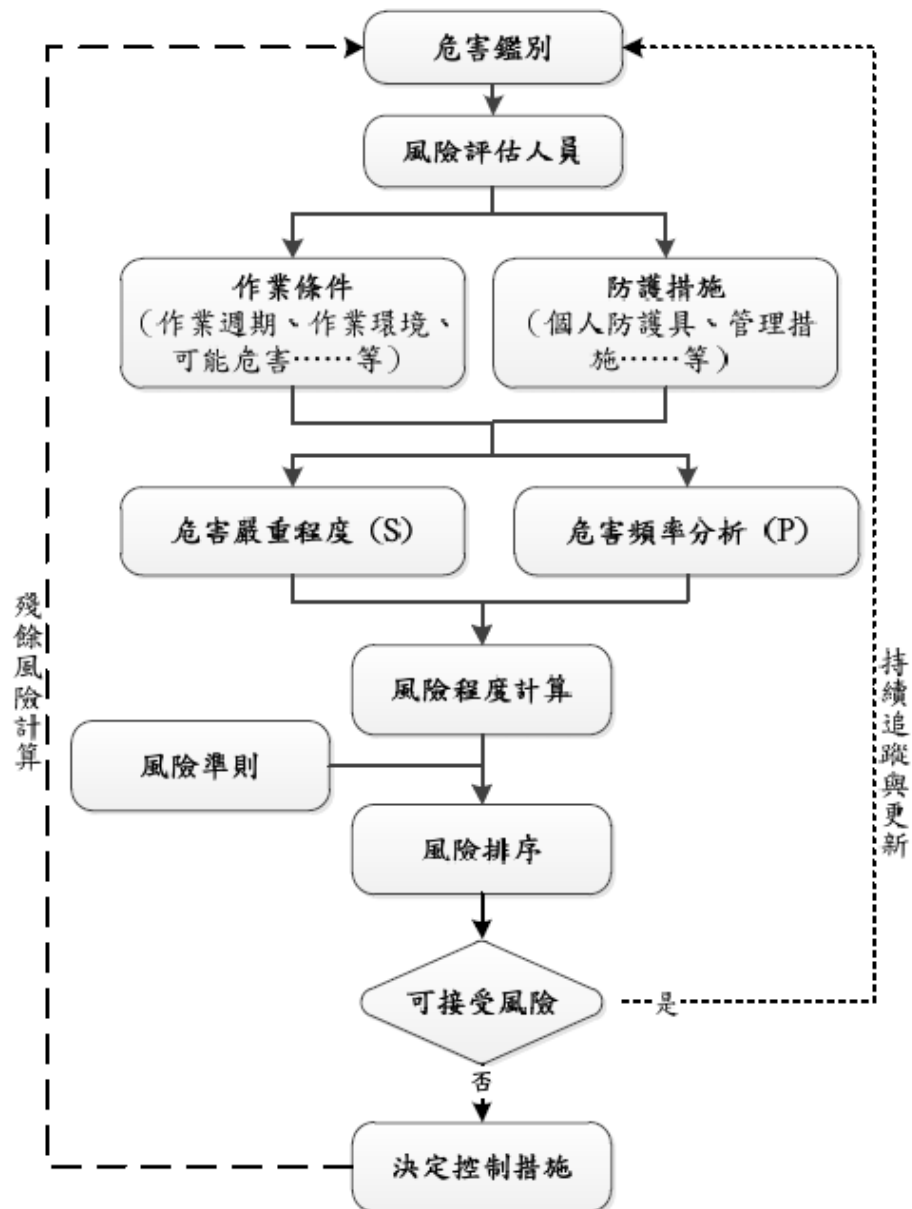 危害鑑別
風險評估人員
作業條件
（作業週期、作業環境、
可能危害……等）
防護措施
（個人防護具、管理措
施……等）
危害嚴重程度（S）
危害頻率分析（P）
殘餘風險計算
風險程度計算
持續追蹤與更新
風險準則
風險排序
可接受風險
是
否
決定控制措施